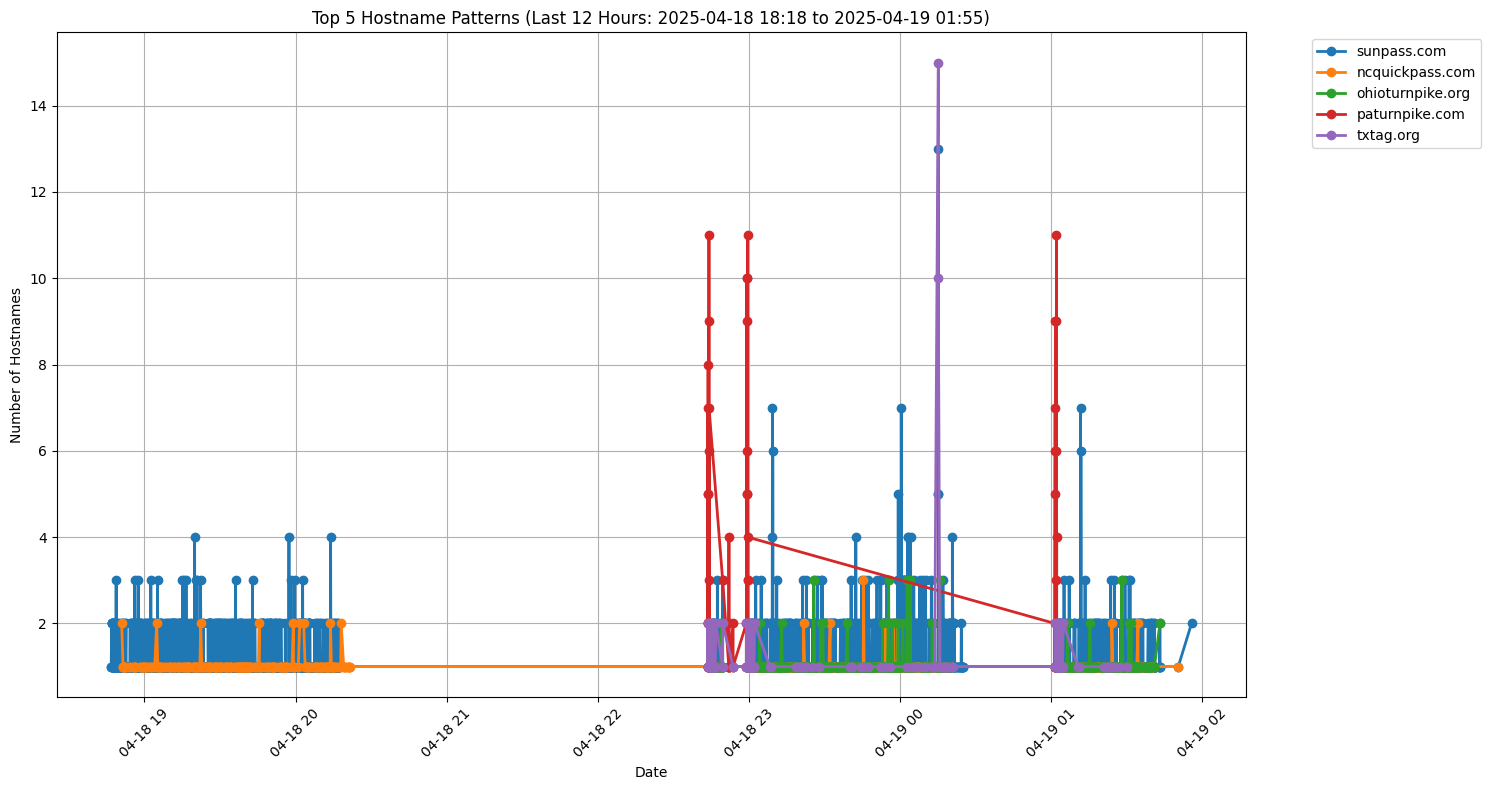 Top 5 Hostname Patterns (Last 12 Hours: 2025-04-18 18:18 to 2025-04-19 01:55)
sunpass.com
ncquickpass.com
ohioturnpike.org
paturnpike.com
txtag.org
Number of Hostnames
14
12
10
8
6
4
2
04-18 19
04-18 20
04-18 21
04-18 22
04-18 23
04-19 00
04-19 01
04-19 02
Date